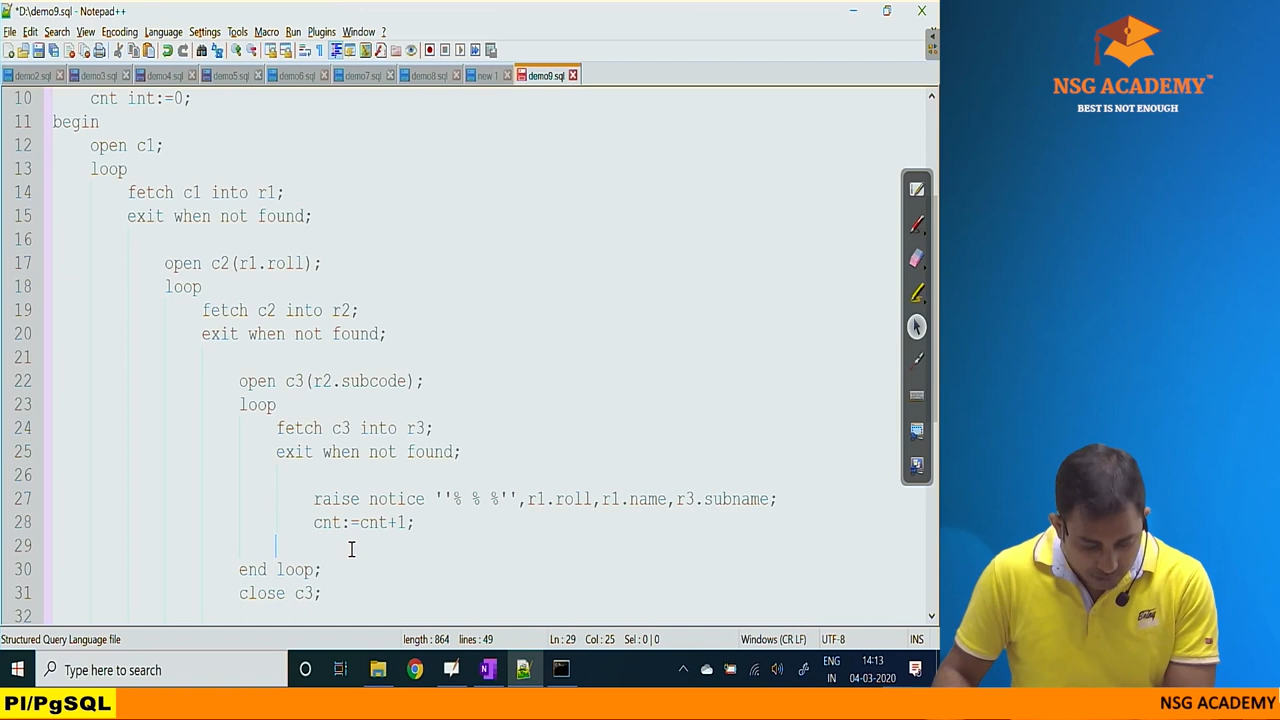 *D:\demo9.sql - Notepad++
File Edit Search View Encoding Language Settings Tools Macro Run Plugins Window ?
demo2.sql demo3.sql demo4.sql demo5.sql demo6.sql demo7.sql demo8.sql new 1 demo9.sql
10 cnt int:=0;
11 begin
12 open c1;
13 loop
14 fetch c1 into r1;
15 exit when not found;
16
17 open c2(r1.roll);
18 loop
19 fetch c2 into r2;
20 exit when not found;
21
22 open c3(r2.subcode);
23 loop
24 fetch c3 into r3;
25 exit when not found;
26
27 raise notice ''% % %'',r1.roll,r1.name,r3.subname;
28 cnt:=cnt+1;
29
30 end loop;
31 close c3;
32
Structured Query Language file length : 864 lines : 49 Ln : 29 Col : 25 Sel : 0 | 0 Windows (CR LF) UTF-8 INS
Type here to search
ENG
IN
14:13
04-03-2020
NSG ACADEMY™
BEST IS NOT ENOUGH
Pl/PgSQL
NSG ACADEMY